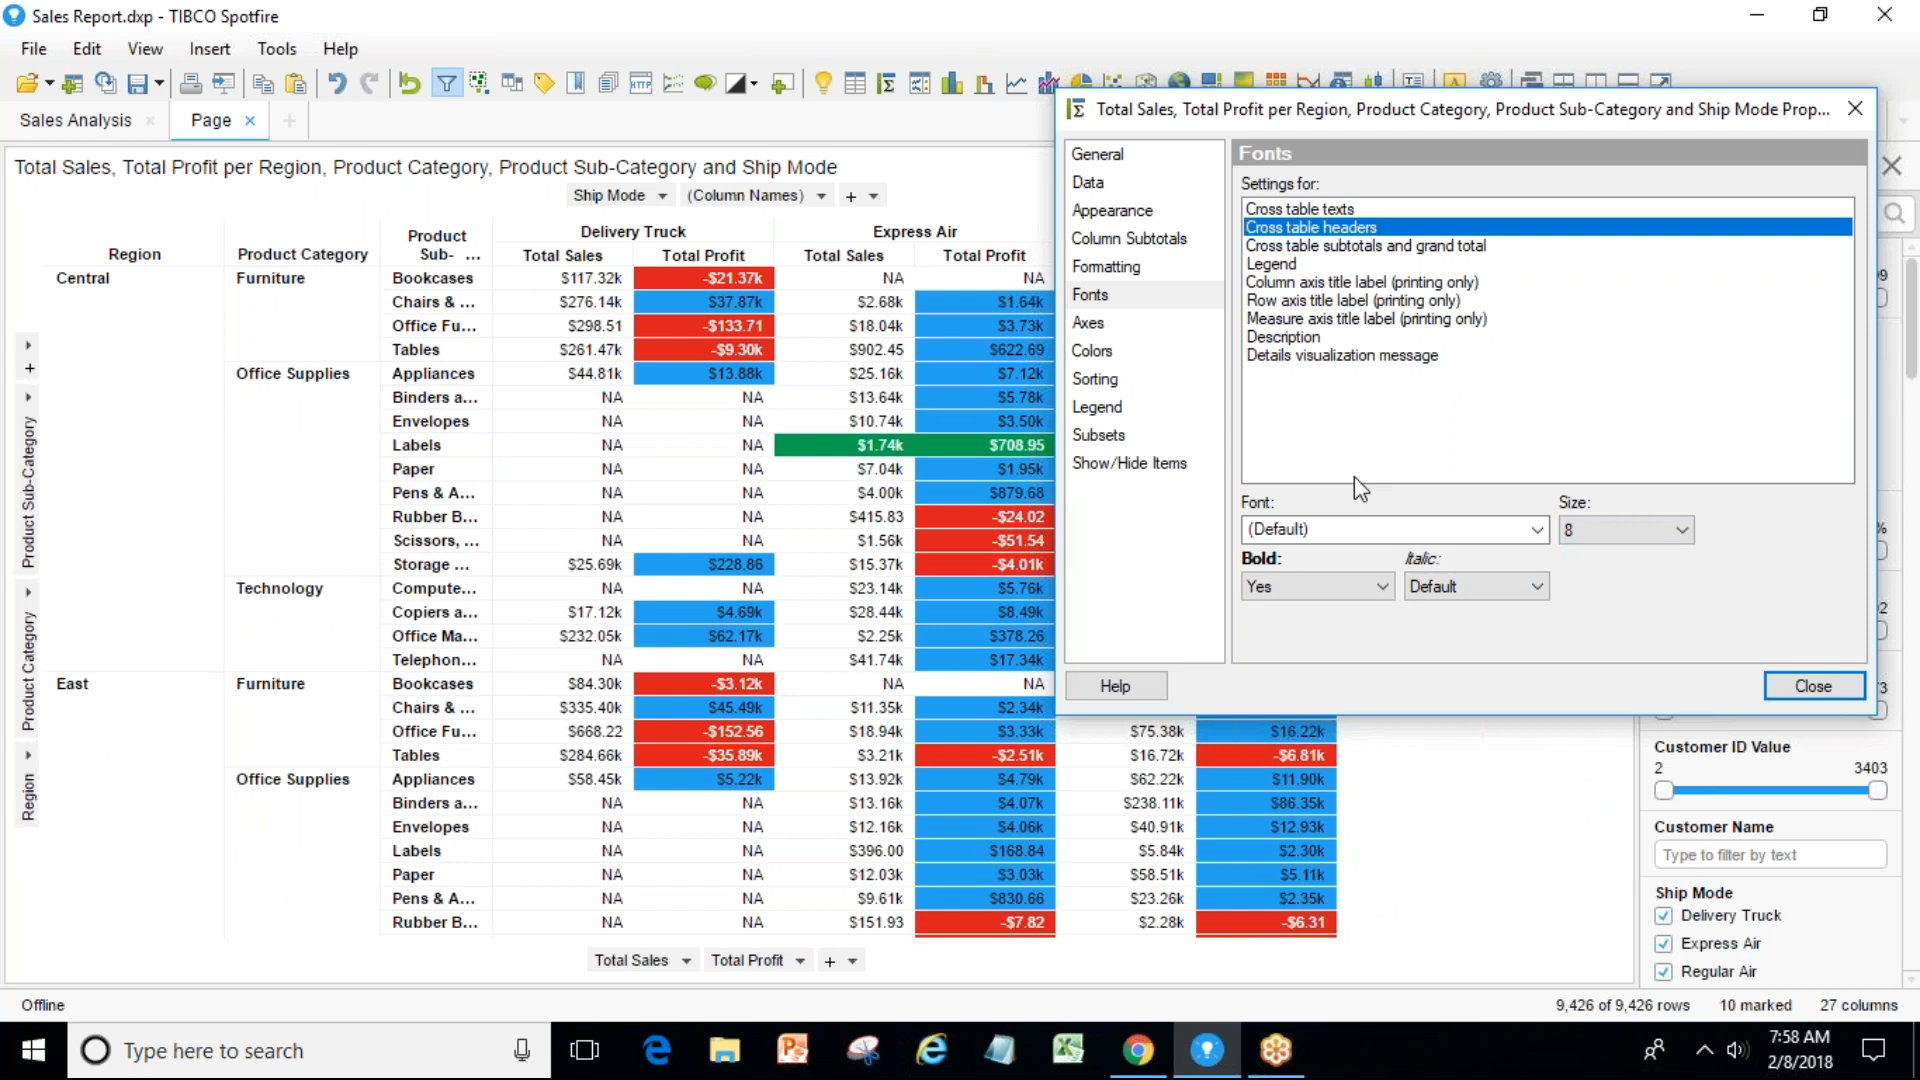 Sales Report.dxp - TIBCO Spotfire
File Edit View Insert Tools Help
Sales Analysis Page
Total Sales, Total Profit per Region, Product Category, Product Sub-Category and Ship Mode
Ship Mode (Column Names) +
Region Product Category Product Sub- ... Delivery Truck Express Air
Total Sales Total Profit Total Sales Total Profit
Central Furniture Bookcases $117.32k -$21.37k NA NA
Chairs & ... $276.14k $37.87k $2.68k $1.64k
Office Fu... $298.51 -$133.71 $18.04k $3.73k
Tables $261.47k -$9.30k $902.45 $622.69
Office Supplies Appliances $44.81k $13.88k $25.16k $7.12k
Binders a... NA NA $13.64k $5.78k
Envelopes NA NA $10.74k $3.50k
Labels NA NA $1.74k $708.95
Paper NA NA $7.04k $1.95k
Pens & A... NA NA $4.00k $879.68
Rubber B... NA NA $415.83 -$24.02
Scissors, ... NA NA $1.56k -$51.54
Storage ... $25.69k $228.86 $15.37k -$4.01k
Technology Compute... NA NA $23.14k $5.76k
Copiers a... $17.12k $4.69k $28.44k $8.49k
Office Ma... $232.05k $62.17k $2.25k $378.26
Telephon... NA NA $41.74k $17.34k
East Furniture Bookcases $84.30k -$3.12k NA NA
Chairs & ... $335.40k $45.49k $11.35k $2.34k
Office Fu... $668.22 -$152.56 $18.94k $3.33k $75.38k $16.22k
Tables $284.66k -$35.89k $3.21k -$2.51k $16.72k -$6.81k
Office Supplies Appliances $58.45k $5.22k $13.92k $4.79k $62.22k $11.90k
Binders a... NA NA $13.16k $4.07k $238.11k $86.35k
Envelopes NA NA $12.16k $4.06k $40.91k $12.93k
Labels NA NA $396.00 $168.84 $5.84k $2.30k
Paper NA NA $12.03k $3.03k $58.51k $5.11k
Pens & A... NA NA $9.61k $830.66 $23.26k $2.35k
Rubber B... NA NA $151.93 -$7.82 $2.28k -$6.31
+
Product Sub-Category
Product Category
Region
Total Sales Total Profit +
Total Sales, Total Profit per Region, Product Category, Product Sub-Category and Ship Mode Prop...
General
Data
Appearance
Column Subtotals
Formatting
Fonts
Axes
Colors
Sorting
Legend
Subsets
Show/Hide Items
Fonts
Settings for:
Cross table texts
Cross table headers
Cross table subtotals and grand total
Legend
Column axis title label (printing only)
Row axis title label (printing only)
Measure axis title label (printing only)
Description
Details visualization message
Font: Size:
(Default) 8
Bold: Italic:
Yes Default
Help Close
Customer ID Value
2 3403
Customer Name
Type to filter by text
Ship Mode
Delivery Truck
Express Air
Regular Air
Offline 9,426 of 9,426 rows 10 marked 27 columns
Type here to search
7:58 AM
2/8/2018